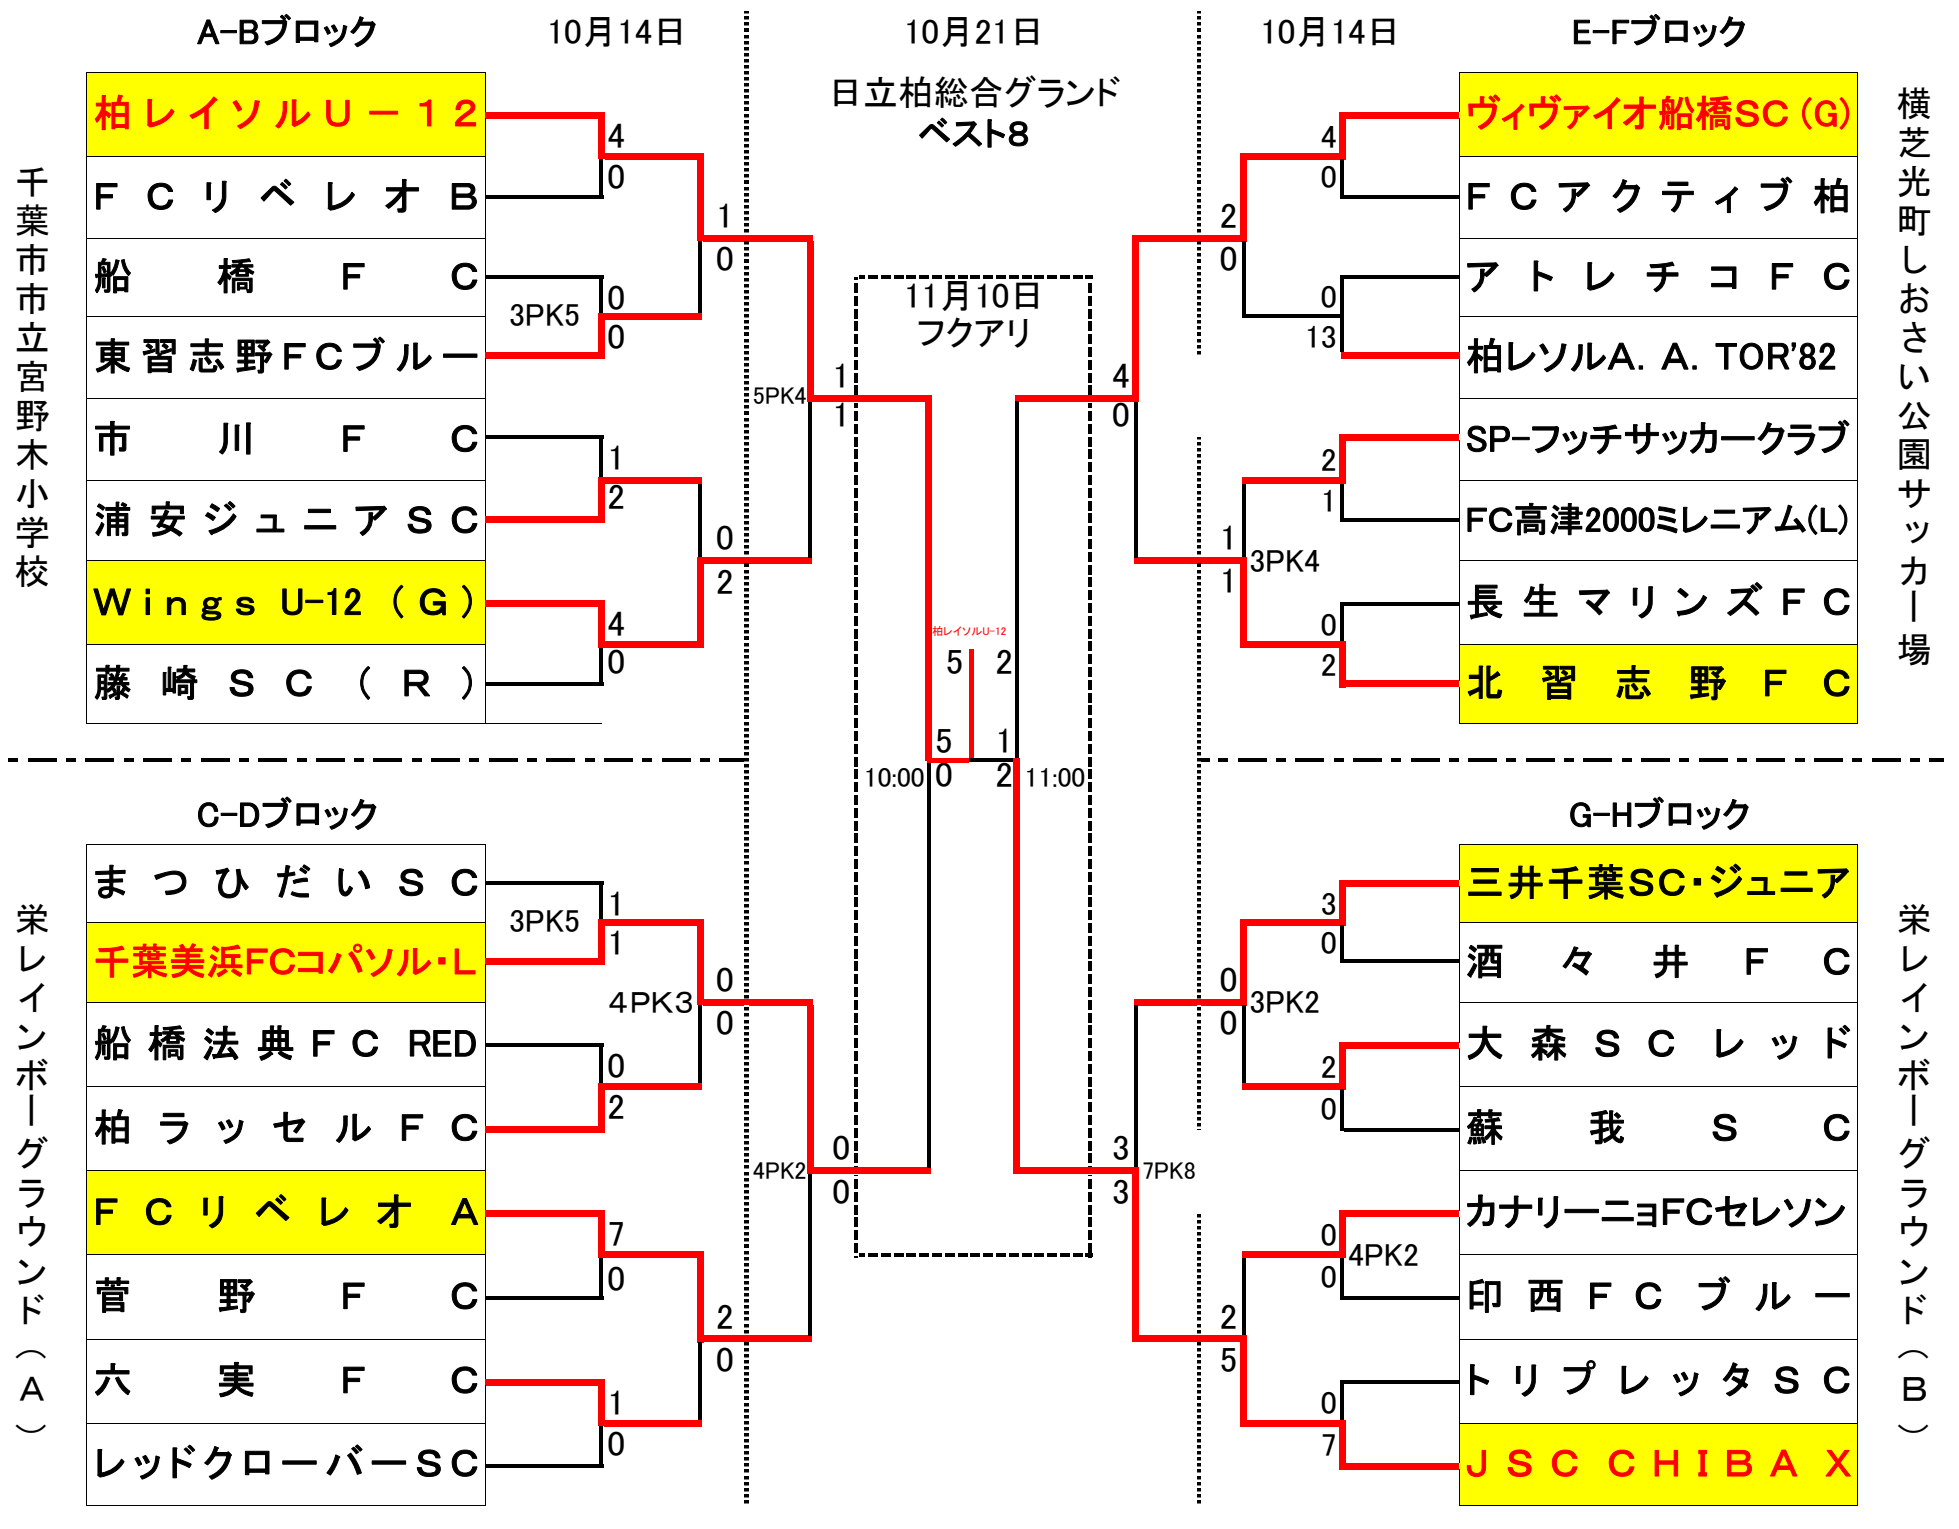 A-Bブロック
10月14日
10月21日
10月14日
E-Fブロック
日立柏総合グランド
ベスト8
千葉市市立宮野木小学校
柏レイソルU-12
FCリベレオB
船橋FC
東習志野FCブルー
市川FC
浦安ジュニアSC
Wings U-12 (G)
藤崎SC(R)
4
0
3PK5
0
0
1
2
4
0
1
0
0
2
5PK4
1
1
11月10日
フクアリ
横芝光町しおさい公園サッカー場
ヴィヴァイオ船橋SC(G)
FCアクティブ柏
アトレチコFC
柏レソルA. A. TOR'82
SP-フッチサッカークラブ
FC高津2000ミレニアム(L)
長生マリンズFC
北習志野FC
4
0
0
13
2
1
0
2
2
0
1
1
3PK4
4
0
柏レイソルU-12
5
2
5
0
1
2
10:00
11:00
C-Dブロック
栄レインボーグラウンド(A)
まつひだいSC
千葉美浜FCコパソル・L
船橋法典FC RED
柏ラッセルFC
FCリベレオA
菅野FC
六実FC
レッドクローバーSC
3PK5
1
1
0
2
7
0
1
0
4PK3
0
0
2
0
4PK2
0
0
G-Hブロック
栄レインボーグラウンド(B)
三井千葉SC・ジュニア
酒々井FC
大森SCレッド
蘇我SC
カナリーニョFCセレソン
印西FCブルー
トリプレッタSC
JSC CHIBA X
3
0
2
0
0
0
4PK2
0
7
0
0
3PK2
2
5
3
3
7PK8